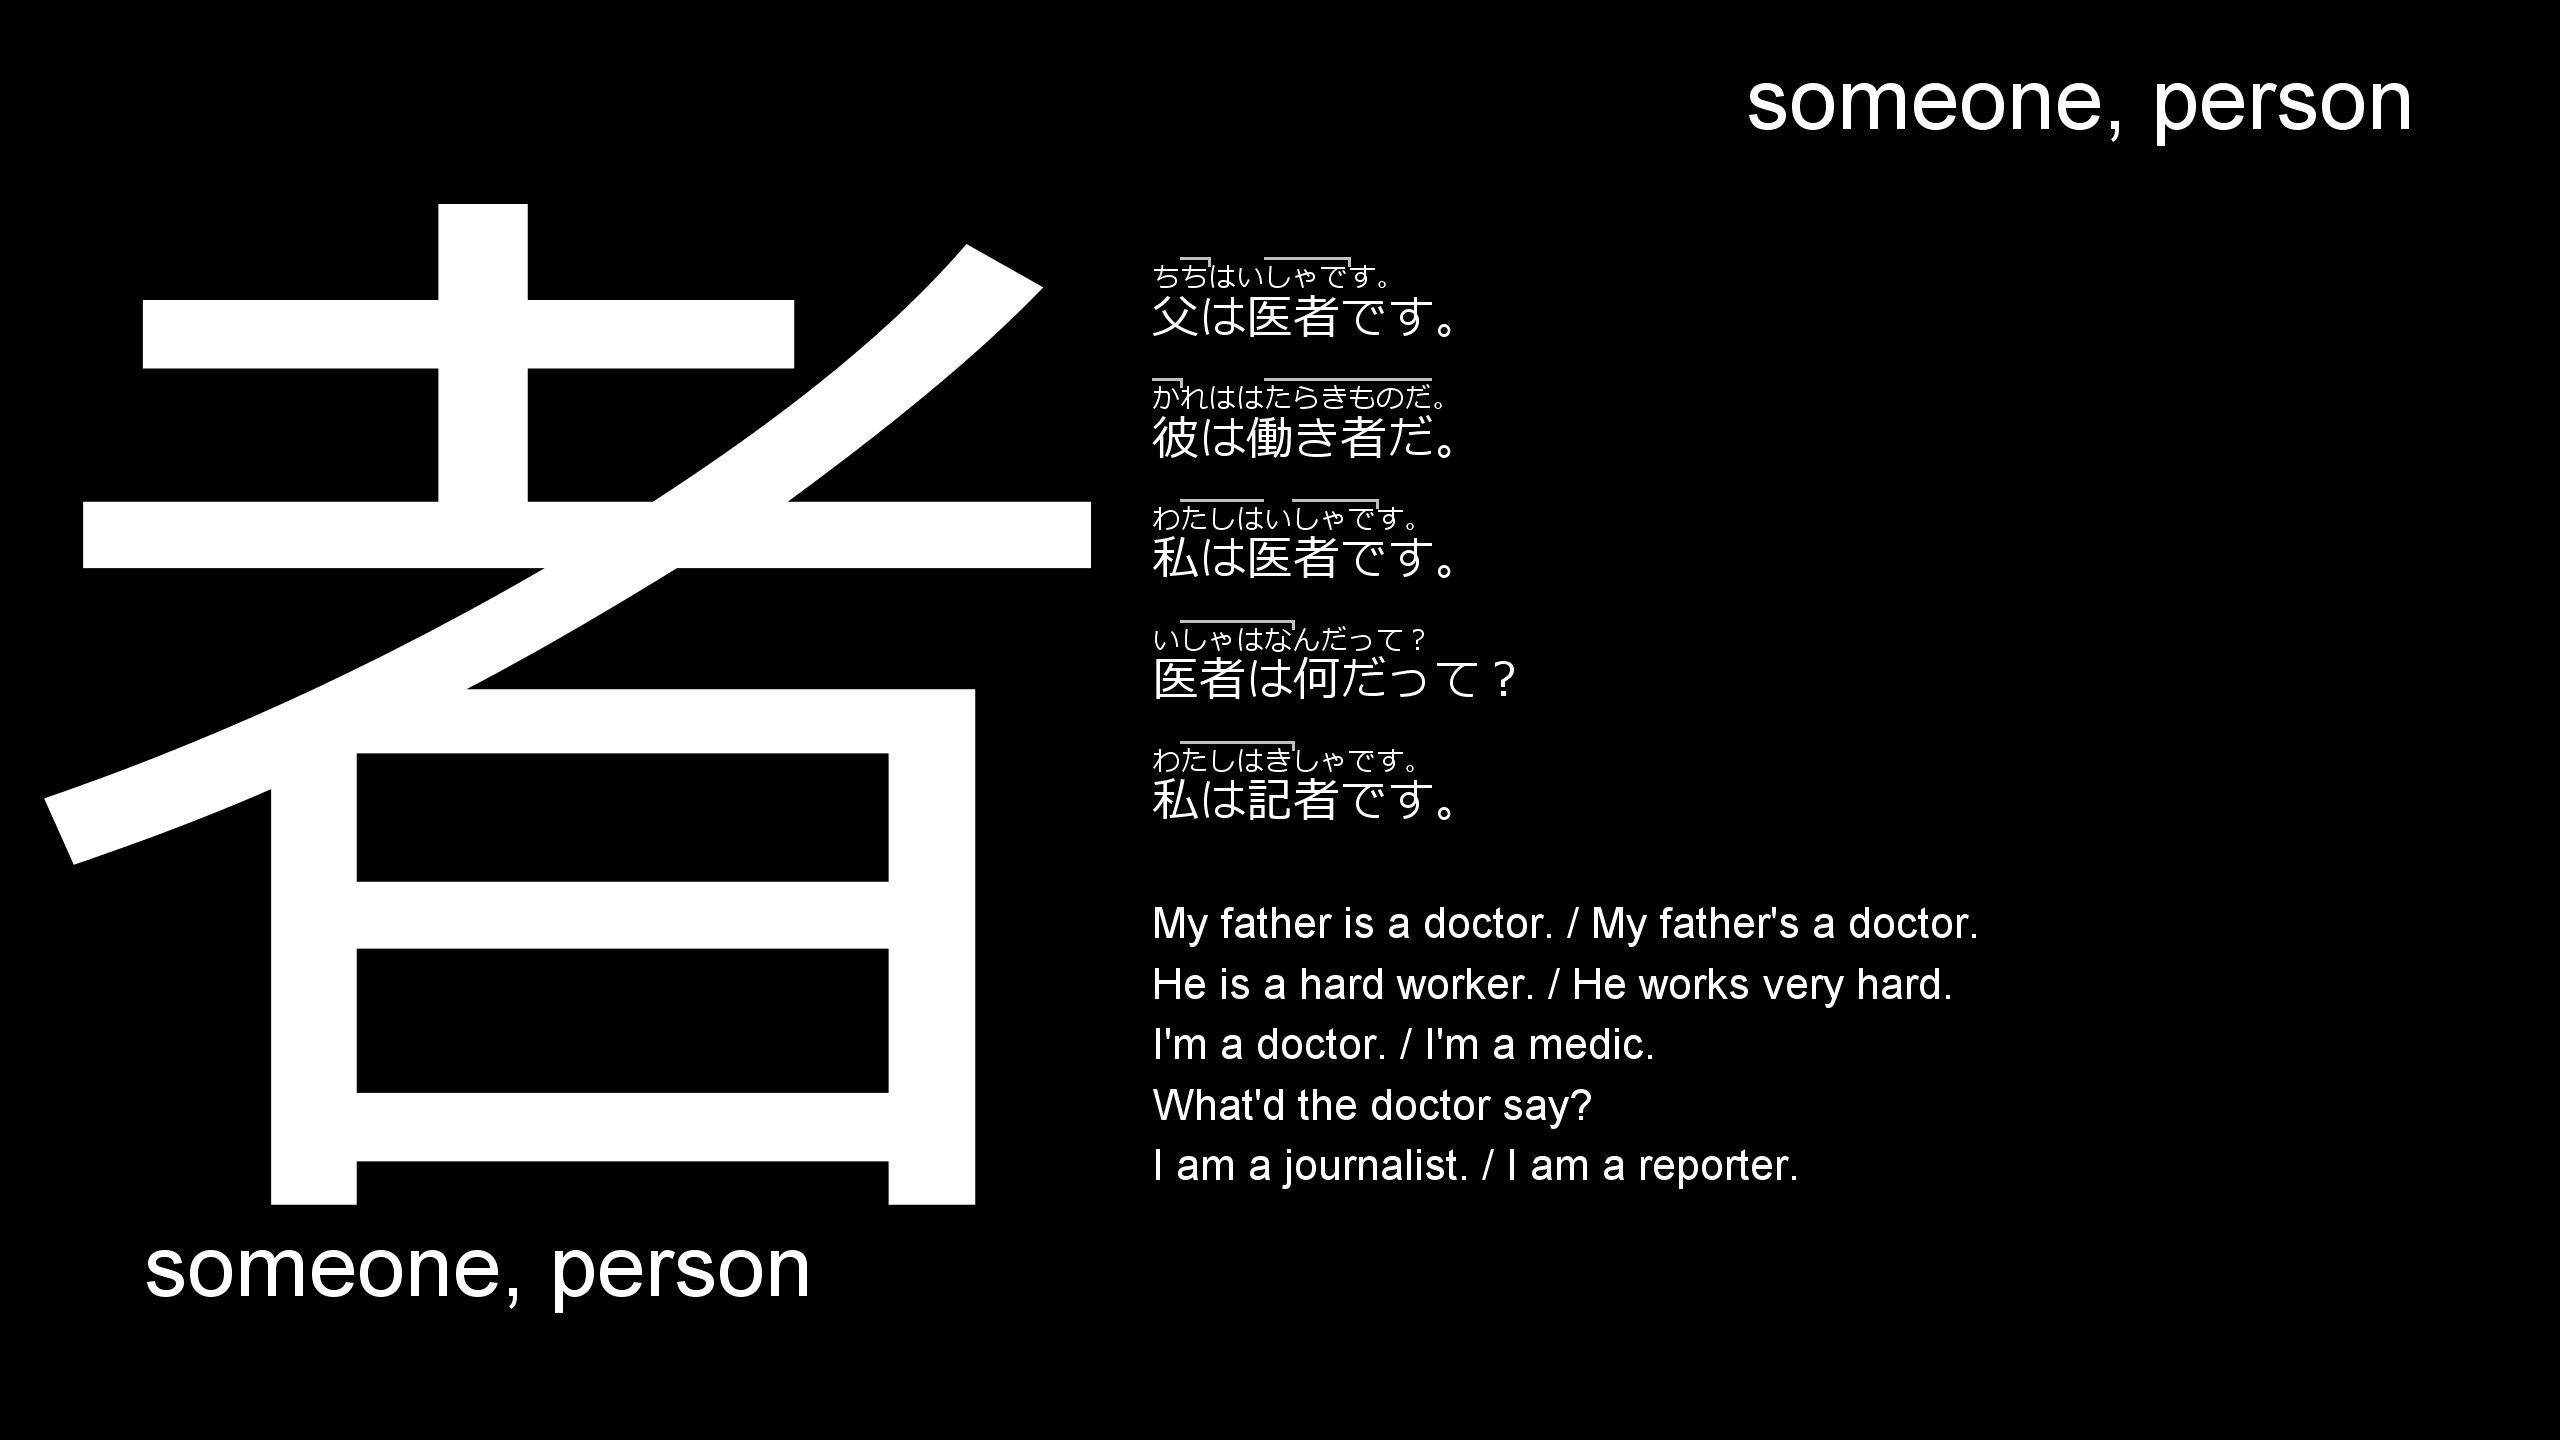 someone, person
者
someone, person
ちちはいしゃです。
父は医者です。
かれははたらきものだ。
彼は働き者だ。
わたしはいしゃです。
私は医者です。
いしゃはなんだって？
医者は何だって？
わたしはきしゃです。
私は記者です。
My father is a doctor. / My father's a doctor.
He is a hard worker. / He works very hard.
I'm a doctor. / I'm a medic.
What'd the doctor say?
I am a journalist. / I am a reporter.